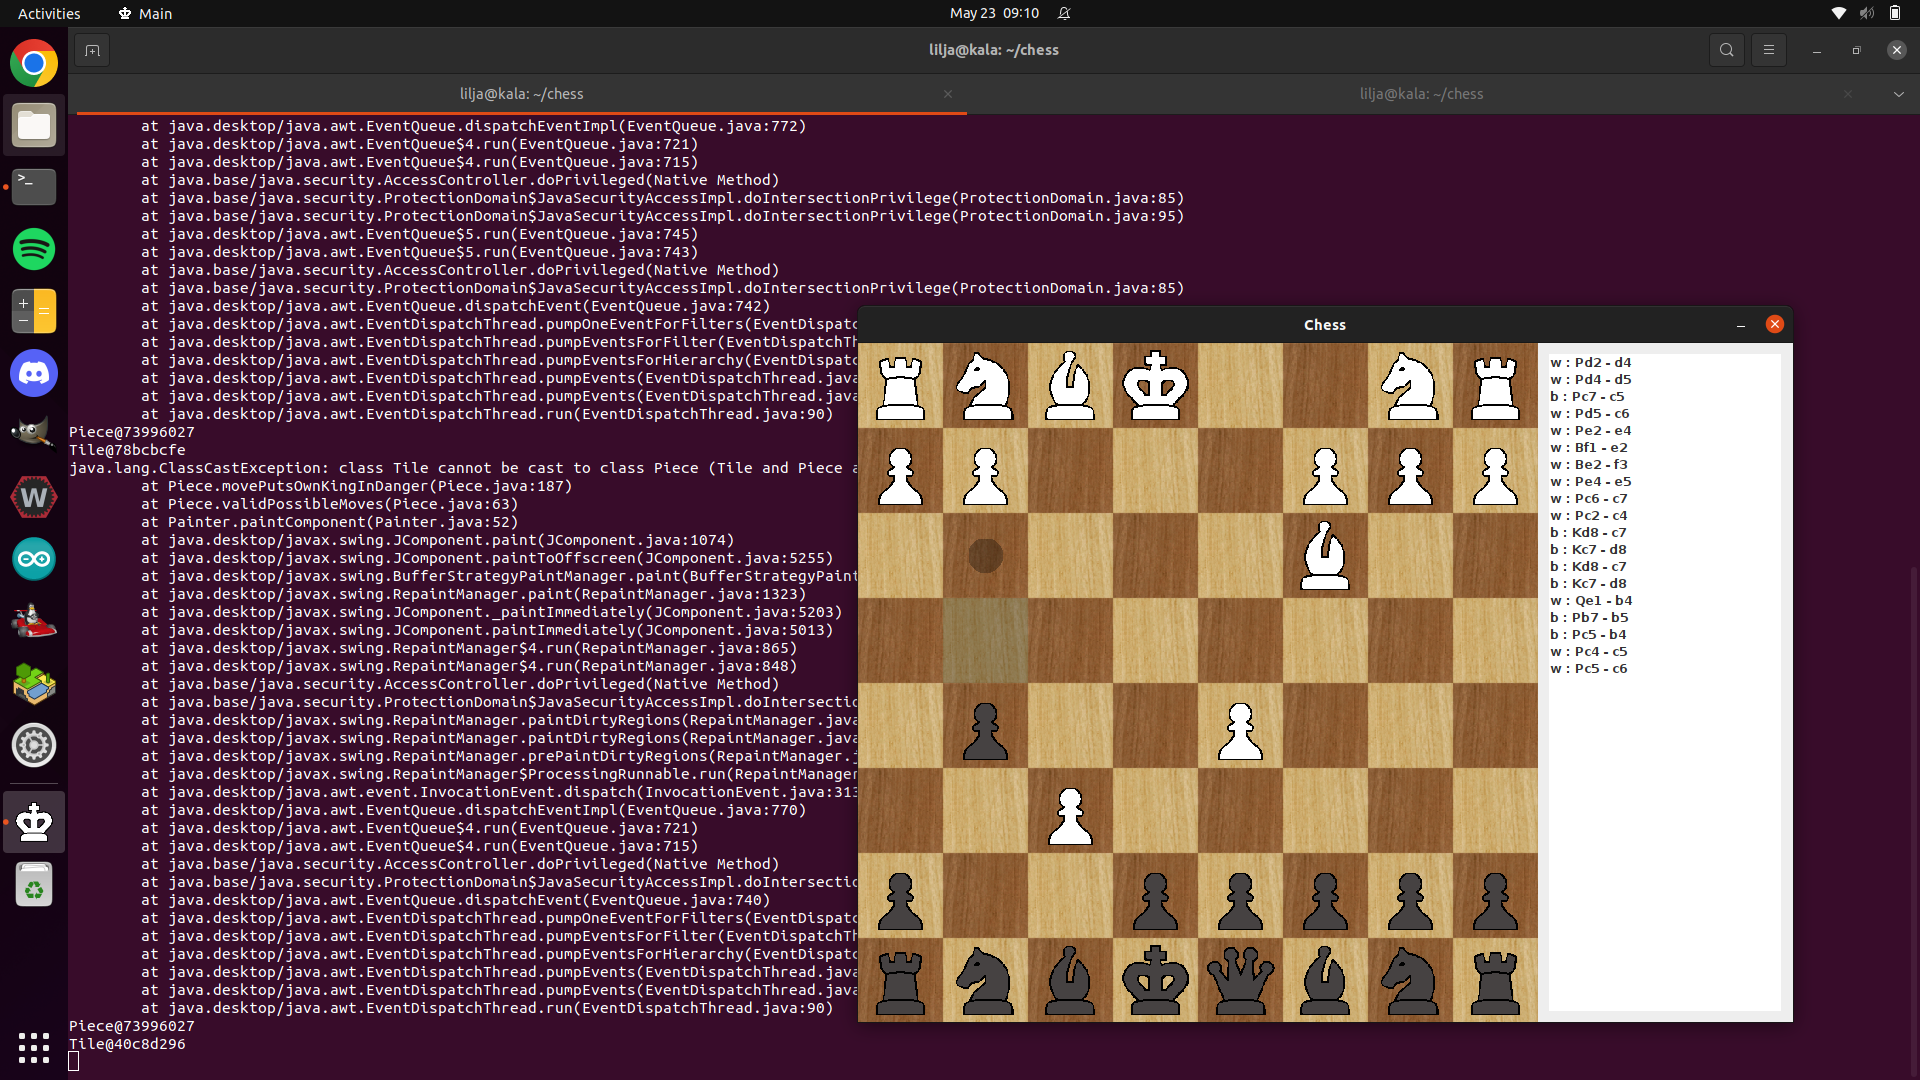 Activities
Main
May 23 09:10
lilja@kala: ~/chess
lilja@kala: ~/chess
lilja@kala: ~/chess
at java.desktop/java.awt.EventQueue.dispatchEventImpl(EventQueue.java:772)
at java.desktop/java.awt.EventQueue$4.run(EventQueue.java:721)
at java.desktop/java.awt.EventQueue$4.run(EventQueue.java:715)
at java.base/java.security.AccessController.doPrivileged(Native Method)
at java.base/java.security.ProtectionDomain$JavaSecurityAccessImpl.doIntersectionPrivilege(ProtectionDomain.java:85)
at java.base/java.security.ProtectionDomain$JavaSecurityAccessImpl.doIntersectionPrivilege(ProtectionDomain.java:95)
at java.desktop/java.awt.EventQueue$5.run(EventQueue.java:745)
at java.desktop/java.awt.EventQueue$5.run(EventQueue.java:743)
at java.base/java.security.AccessController.doPrivileged(Native Method)
at java.base/java.security.ProtectionDomain$JavaSecurityAccessImpl.doIntersectionPrivilege(ProtectionDomain.java:85)
at java.desktop/java.awt.EventQueue.dispatchEvent(EventQueue.java:742)
at java.desktop/java.awt.EventDispatchThread.pumpOneEventForFilters(EventDispatc
at java.desktop/java.awt.EventDispatchThread.pumpEventsForFilter(EventDispatchTh
at java.desktop/java.awt.EventDispatchThread.pumpEventsForHierarchy(EventDispatc
at java.desktop/java.awt.EventDispatchThread.pumpEvents(EventDispatchThread.java
at java.desktop/java.awt.EventDispatchThread.pumpEvents(EventDispatchThread.java
at java.desktop/java.awt.EventDispatchThread.run(EventDispatchThread.java:90)
Piece@73996027
Tile@78bcbcfe
java.lang.ClassCastException: class Tile cannot be cast to class Piece (Tile and Piece a
at Piece.movePutsOwnKingInDanger(Piece.java:187)
at Piece.validPossibleMoves(Piece.java:63)
at Painter.paintComponent(Painter.java:52)
at java.desktop/javax.swing.JComponent.paint(JComponent.java:1074)
at java.desktop/javax.swing.JComponent.paintToOffscreen(JComponent.java:5255)
at java.desktop/javax.swing.BufferStrategyPaintManager.paint(BufferStrategyPaint
at java.desktop/javax.swing.RepaintManager.paint(RepaintManager.java:1323)
at java.desktop/javax.swing.JComponent._paintImmediately(JComponent.java:5203)
at java.desktop/javax.swing.JComponent.paintImmediately(JComponent.java:5013)
at java.desktop/javax.swing.RepaintManager$4.run(RepaintManager.java:865)
at java.desktop/javax.swing.RepaintManager$4.run(RepaintManager.java:848)
at java.base/java.security.AccessController.doPrivileged(Native Method)
at java.base/java.security.ProtectionDomain$JavaSecurityAccessImpl.doIntersectio
at java.desktop/javax.swing.RepaintManager.paintDirtyRegions(RepaintManager.java
at java.desktop/javax.swing.RepaintManager.paintDirtyRegions(RepaintManager.java
at java.desktop/javax.swing.RepaintManager.prePaintDirtyRegions(RepaintManager.j
at java.desktop/javax.swing.RepaintManager$ProcessingRunnable.run(RepaintManager
at java.desktop/java.awt.event.InvocationEvent.dispatch(InvocationEvent.java:313
at java.desktop/java.awt.EventQueue.dispatchEventImpl(EventQueue.java:770)
at java.desktop/java.awt.EventQueue$4.run(EventQueue.java:721)
at java.desktop/java.awt.EventQueue$4.run(EventQueue.java:715)
at java.base/java.security.AccessController.doPrivileged(Native Method)
at java.base/java.security.ProtectionDomain$JavaSecurityAccessImpl.doIntersectio
at java.desktop/java.awt.EventQueue.dispatchEvent(EventQueue.java:740)
at java.desktop/java.awt.EventDispatchThread.pumpOneEventForFilters(EventDispatc
at java.desktop/java.awt.EventDispatchThread.pumpEventsForFilter(EventDispatchTh
at java.desktop/java.awt.EventDispatchThread.pumpEventsForHierarchy(EventDispatc
at java.desktop/java.awt.EventDispatchThread.pumpEvents(EventDispatchThread.java
at java.desktop/java.awt.EventDispatchThread.pumpEvents(EventDispatchThread.java
at java.desktop/java.awt.EventDispatchThread.run(EventDispatchThread.java:90)
Piece@73996027
Tile@40c8d296
Chess
w : Pd2 - d4
w : Pd4 - d5
b : Pc7 - c5
w : Pd5 - c6
w : Pe2 - e4
w : Bf1 - e2
w : Be2 - f3
w : Pe4 - e5
w : Pc6 - c7
w : Pc2 - c4
b : Kd8 - c7
b : Kc7 - d8
b : Kd8 - c7
b : Kc7 - d8
w : Qe1 - b4
b : Pb7 - b5
b : Pc5 - b4
w : Pc4 - c5
w : Pc5 - c6